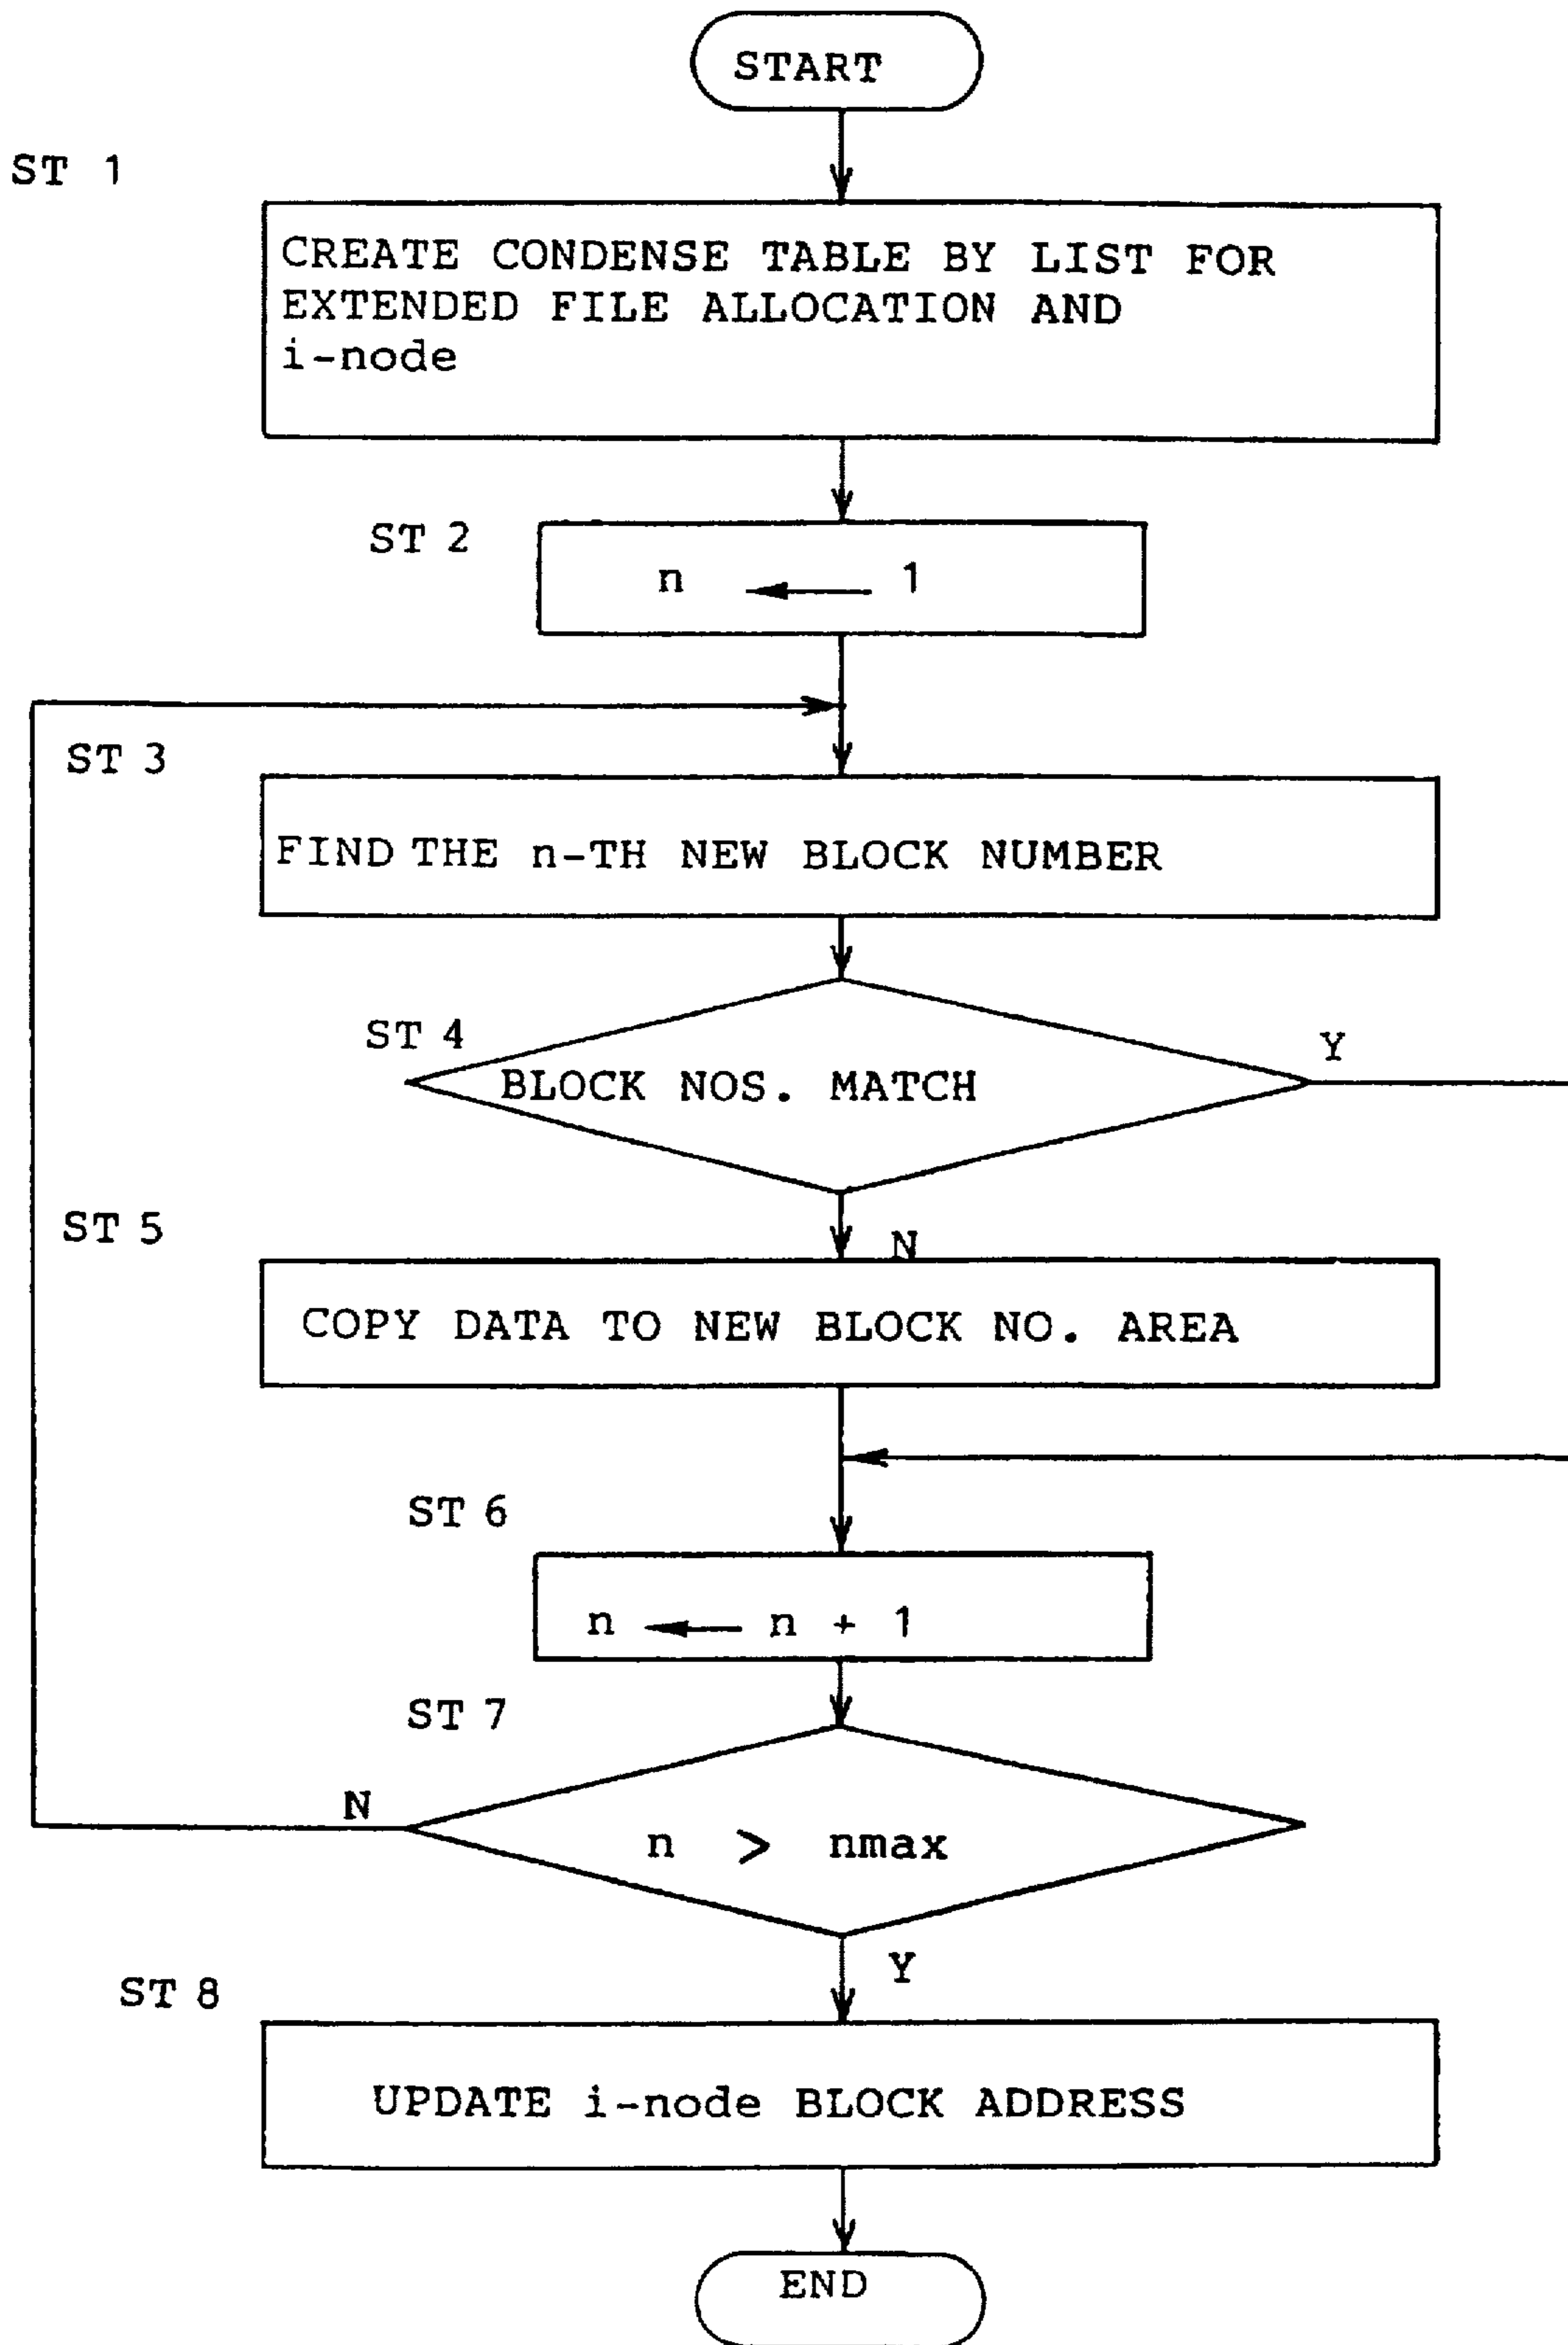 START
ST 1
CREATE CONDENSE TABLE BY LIST FOR
EXTENDED FILE ALLOCATION AND
i-node
ST 2
n ← 1
ST 3
FIND THE n-TH NEW BLOCK NUMBER
ST 4
Y
BLOCK NOS. MATCH
ST 5
N
COPY DATA TO NEW BLOCK NO. AREA
ST 6
n ← n + 1
ST 7
N
n > nmax
Y
ST 8
UPDATE i-node BLOCK ADDRESS
END